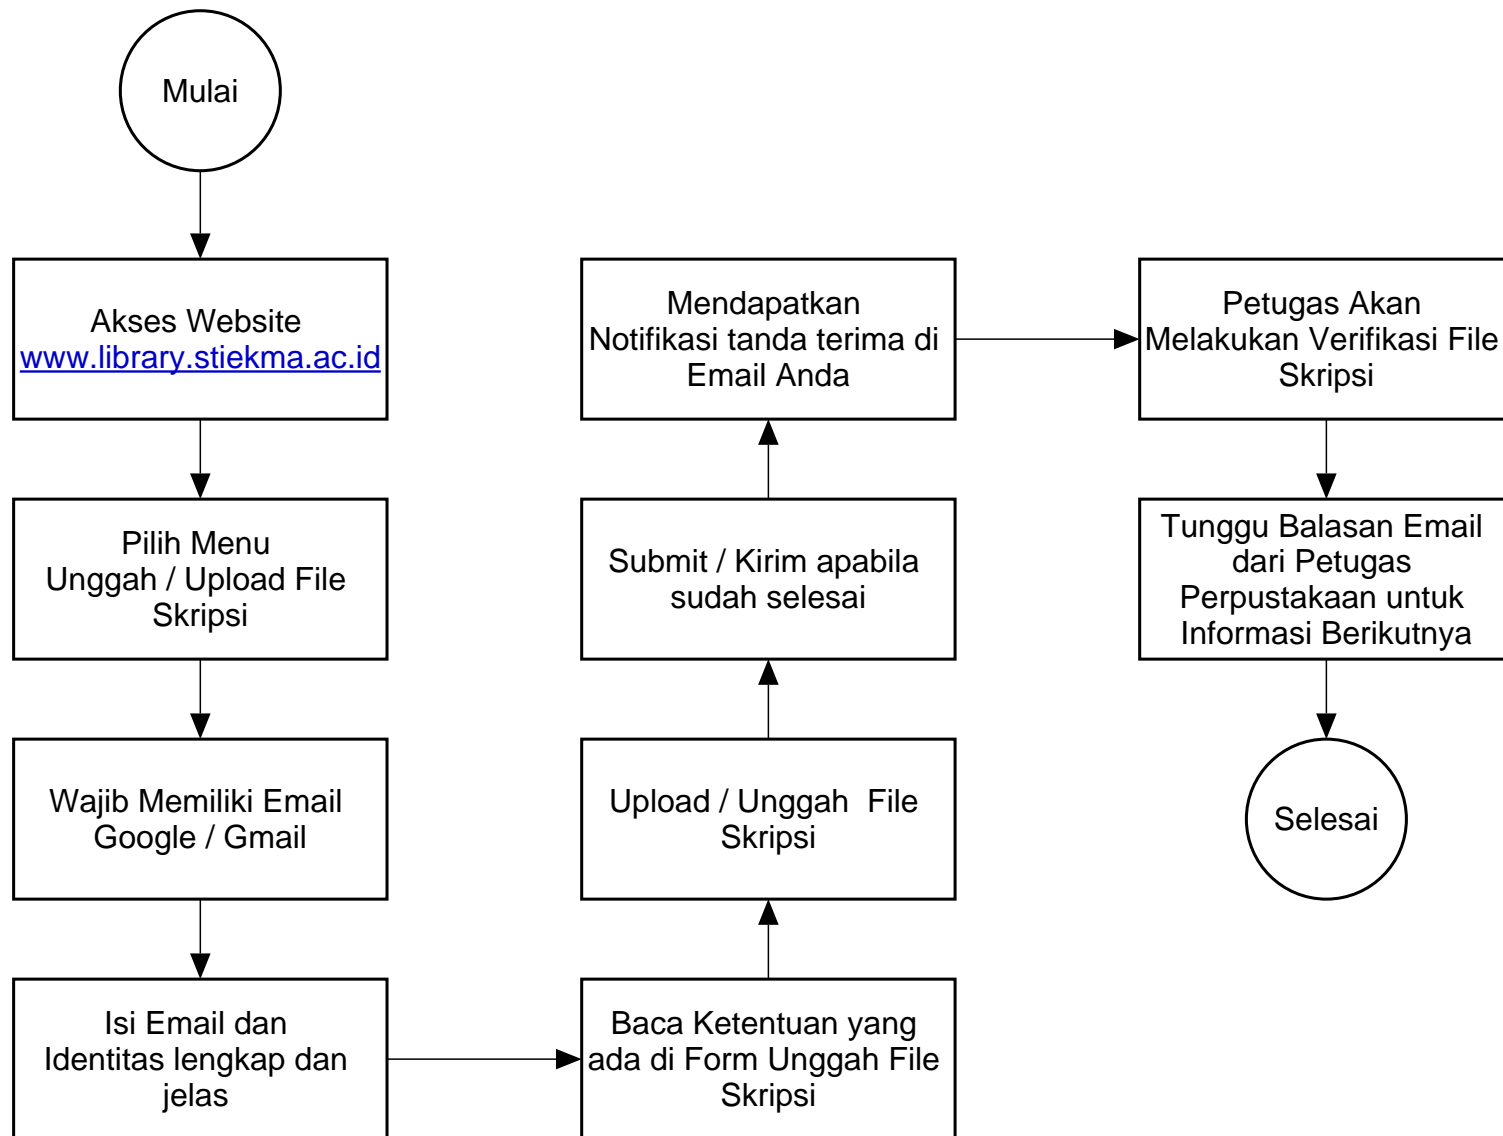 Mulai
Akses Website
www.library.stiekma.ac.id
Pilih Menu
Unggah / Upload File
Skripsi
Wajib Memiliki Email
Google / Gmail
Isi Email dan
Identitas lengkap dan
jelas
Baca Ketentuan yang
ada di Form Unggah File
Skripsi
Upload / Unggah  File
Skripsi
Submit / Kirim apabila
sudah selesai
Mendapatkan
Notifikasi tanda terima di
Email Anda
Petugas Akan
Melakukan Verifikasi File
Skripsi
Tunggu Balasan Email
dari Petugas
Perpustakaan untuk
Informasi Berikutnya
Selesai